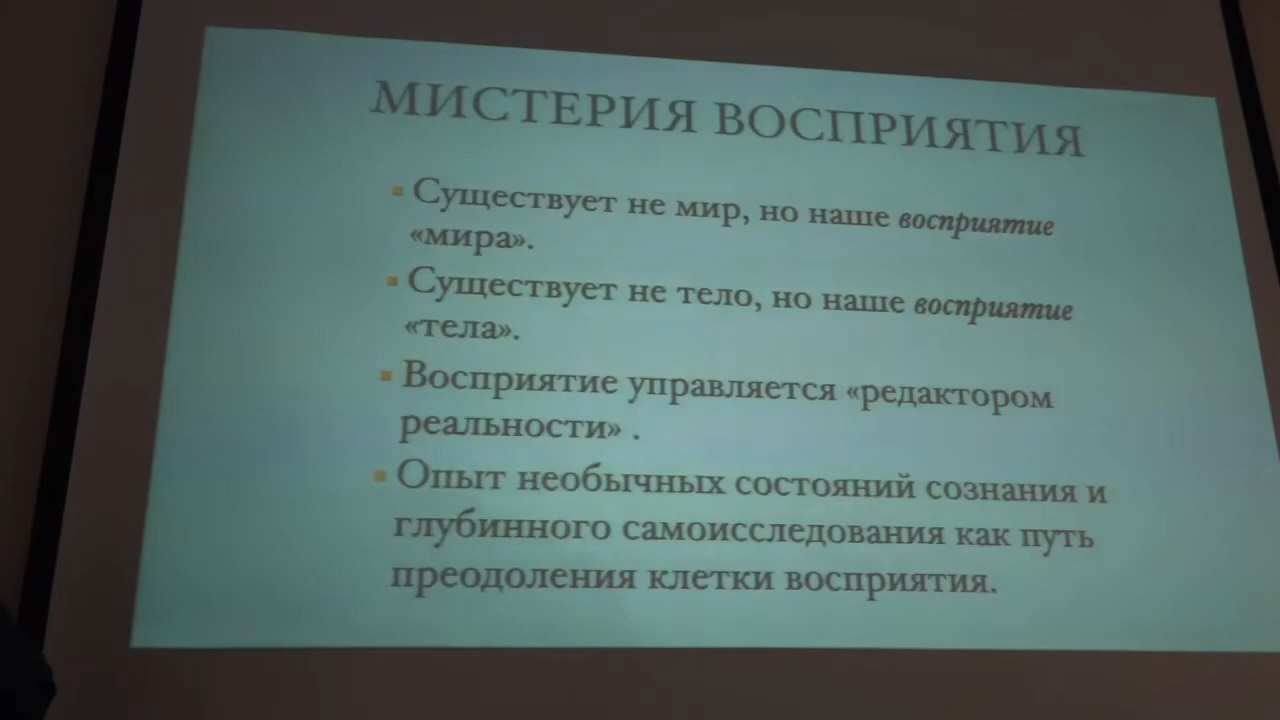 МИСТЕРИЯ ВОСПРИЯТИЯ
▪ Существует не мир, но наше восприятие
«мира».
▪ Существует не тело, но наше восприятие
«тела».
▪ Восприятие управляется «редактором
реальности» .
▪ Опыт необычных состояний сознания и
глубинного самоисследования как путь
преодоления клетки восприятия.